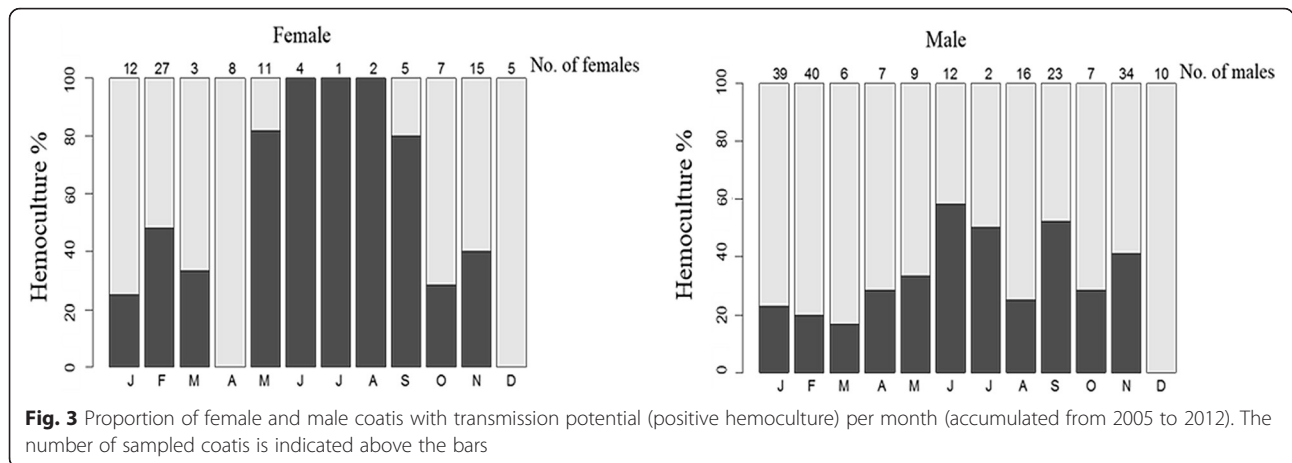 Female
12 27 3 8 11 4 1 2 5 7 15 5 No. of females
Hemoculture %
100
80
60
40
20
0
J F M A M J J A S O N D
Male
39 40 6 7 9 12 2 16 23 7 34 10 No. of males
Hemoculture %
100
80
60
40
20
0
J F M A M J J A S O N D
Fig. 3 Proportion of female and male coatis with transmission potential (positive hemoculture) per month (accumulated from 2005 to 2012). The
number of sampled coatis is indicated above the bars